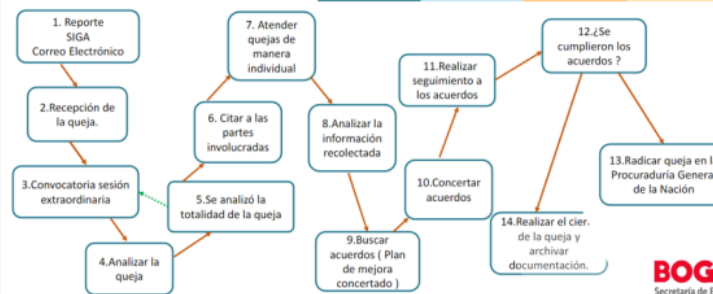 1. Reporte
SIGA
Correo Electrónico
2.Recepción de
la queja.
3.Convocatoria sesión
extraordinaria
4.Analizar la
queja
5.Se analizó la
totalidad de la queja
6. Citar a las
partes
involucradas
7. Atender
quejas de
manera
individual
8.Analizar la
información
recolectada
9.Buscar
acuerdos ( Plan
de mejora
concertado )
10.Concertar
acuerdos
11.Realizar
seguimiento a
los acuerdos
12.¿Se
cumplieron los
acuerdos ?
13.Radicar queja en l
Procuraduría Genera
de la Nación
14.Realizar el cier.
de la queja y
archivar
documentación.
BOG
Secretaría de